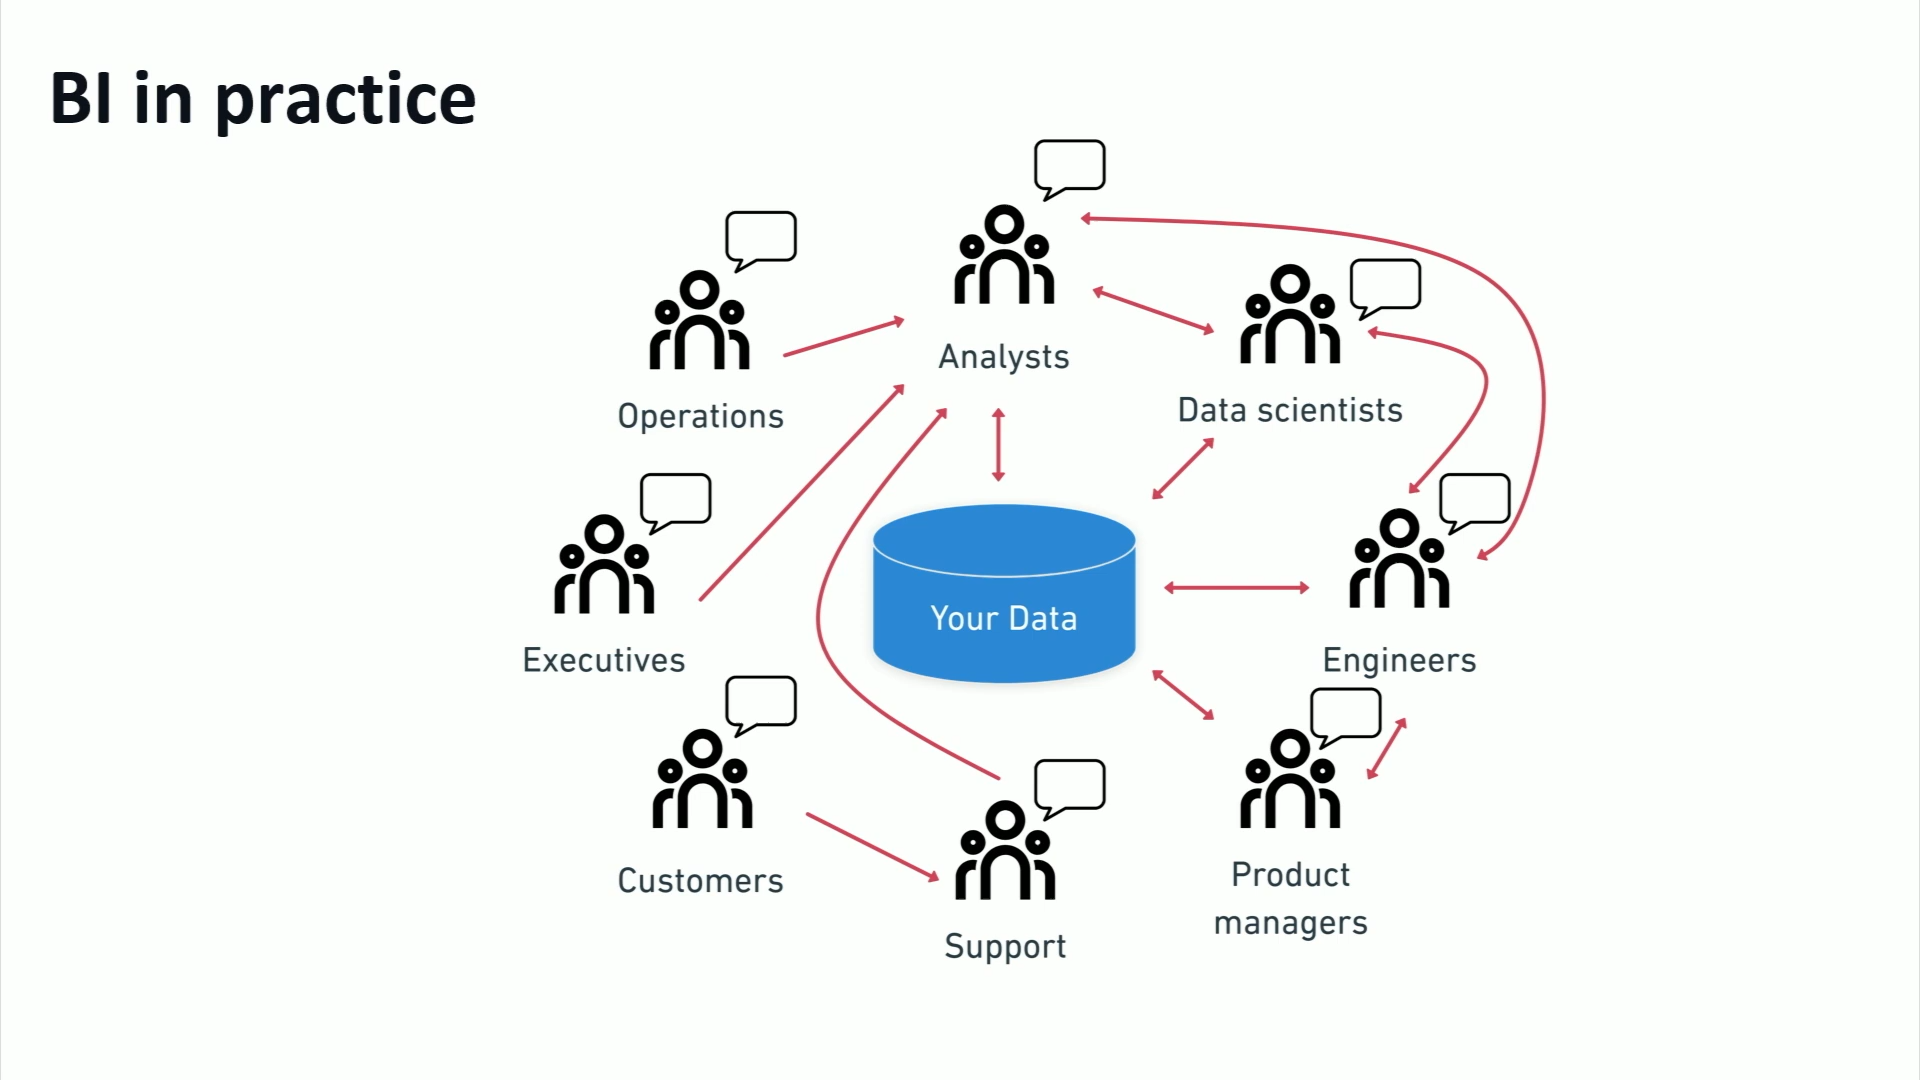 BI in practice
Analysts
Operations
Data scientists
Your Data
Executives
Engineers
Customers
Product
managers
Support